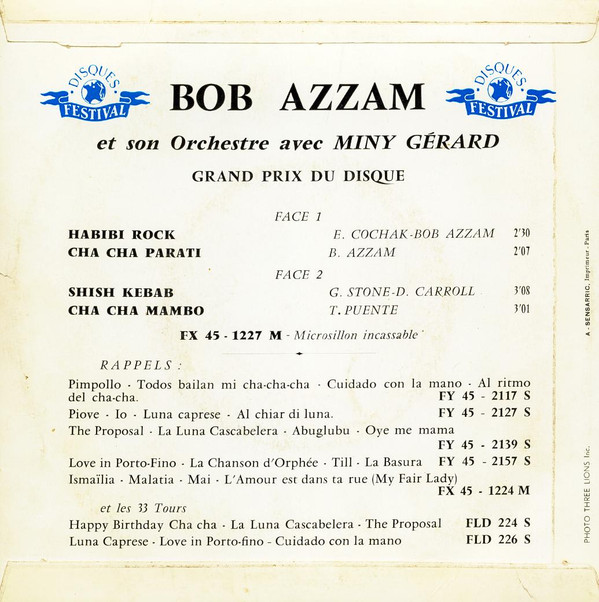 DISQUES FESTIVAL
BOB AZZAM
DISQUES FESTIVAL
et son Orchestre avec MINY GÉRARD
GRAND PRIX DU DISQUE
FACE 1
HABIBI ROCK E. COCHAK-BOB AZZAM 2'30
CHA CHA PARATI B. AZZAM 2'07
FACE 2
SHISH KEBAB G. STONE-D. CARROLL 3'08
CHA CHA MAMBO T. PUENTE 3'01
FX 45 - 1227 M - Microsillon incassable
RAPPELS :
Pimpollo - Todos bailan mi cha-cha-cha - Cuidado con la mano - Al ritmo
del cha-cha. FY 45 - 2117 S
Piove - Io - Luna caprese - Al chiar di luna. FY 45 - 2127 S
The Proposal - La Luna Cascabelera - Abuglubu - Oye me mama
FY 45 - 2139 S
Love in Porto-Fino - La Chanson d'Orphée - Till - La Basura FY 45 - 2157 S
Ismaïlia - Malatia - Mai - L'Amour est dans ta rue (My Fair Lady)
FX 45 - 1224 M
et les 33 Tours
Happy Birthday Cha cha - La Luna Cascabelera - The Proposal FLD 224 S
Luna Caprese - Love in Porto-fino - Cuidado con la mano FLD 226 S
A - SENBARRIG, Imprimeur - Paris
PHOTO THREE LIONS Inc.